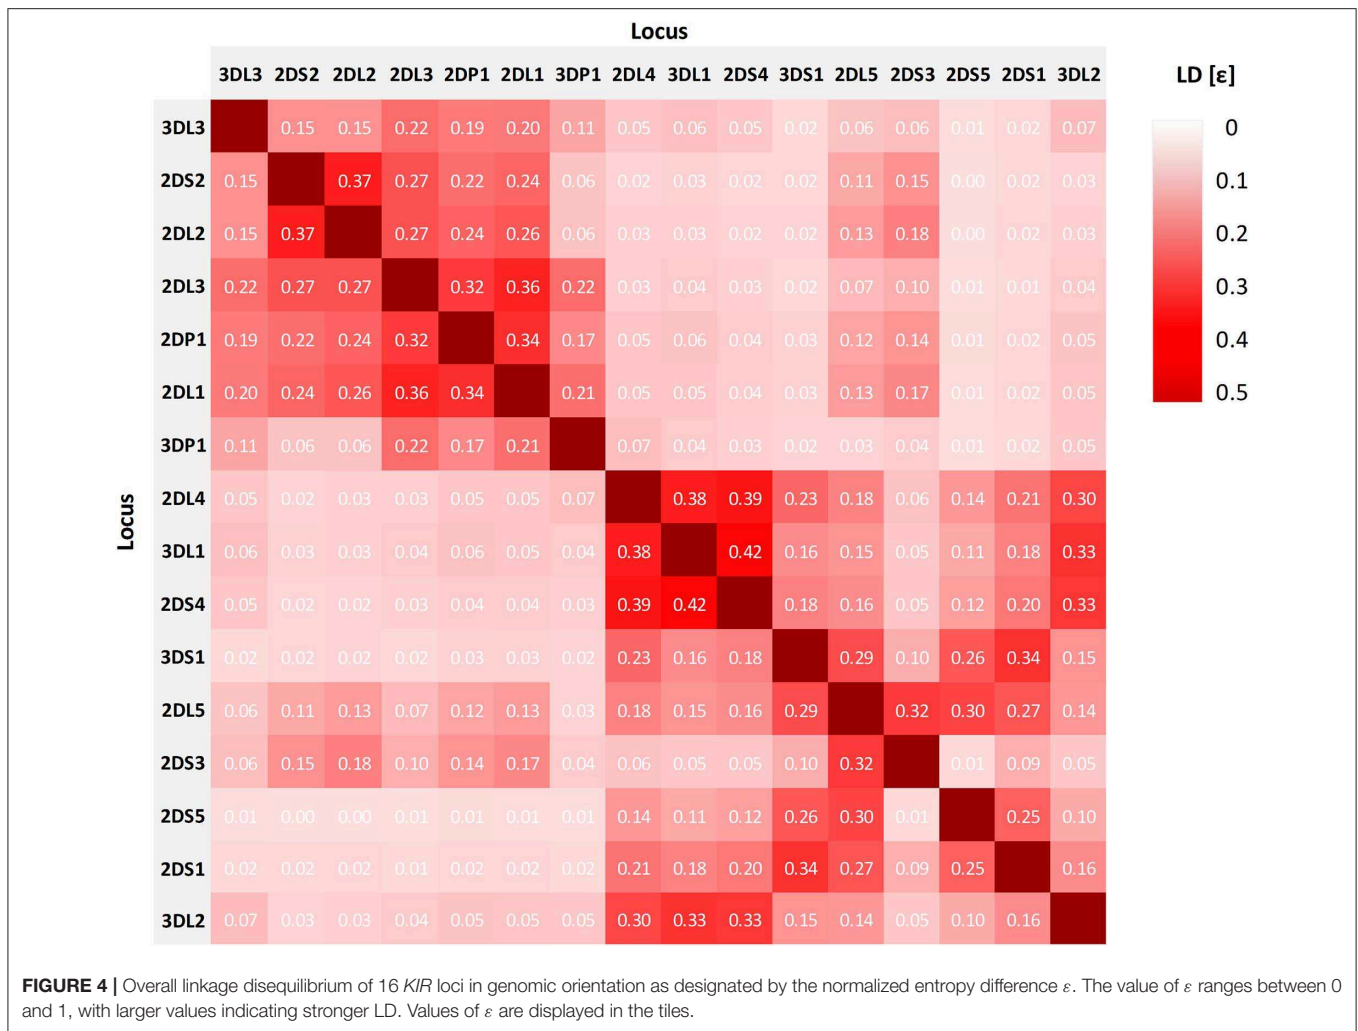 Locus
3DL3 2DS2 2DL2 2DL3 2DP1 2DL1 3DP1 2DL4 3DL1 2DS4 3DS1 2DL5 2DS3 2DS5 2DS1 3DL2
LD [ε]
3DL3 0.15 0.15 0.22 0.19 0.20 0.11 0.05 0.06 0.05 0.02 0.06 0.06 0.01 0.02 0.07
2DS2 0.15 0.37 0.27 0.22 0.24 0.06 0.02 0.03 0.02 0.02 0.11 0.15 0.00 0.02 0.03
2DL2 0.15 0.37 0.27 0.24 0.26 0.06 0.03 0.03 0.02 0.02 0.13 0.18 0.00 0.02 0.03
2DL3 0.22 0.27 0.27 0.32 0.36 0.22 0.03 0.04 0.03 0.02 0.07 0.10 0.01 0.01 0.04
2DP1 0.19 0.22 0.24 0.32 0.34 0.17 0.05 0.06 0.04 0.03 0.12 0.14 0.01 0.02 0.05
2DL1 0.20 0.24 0.26 0.36 0.34 0.21 0.05 0.05 0.04 0.03 0.13 0.17 0.01 0.02 0.05
3DP1 0.11 0.06 0.06 0.22 0.17 0.21 0.07 0.04 0.03 0.02 0.03 0.04 0.01 0.02 0.05
2DL4 0.05 0.02 0.03 0.03 0.05 0.05 0.07 0.38 0.39 0.23 0.18 0.06 0.14 0.21 0.30
3DL1 0.06 0.03 0.03 0.04 0.06 0.05 0.04 0.38 0.42 0.16 0.15 0.05 0.11 0.18 0.33
2DS4 0.05 0.02 0.02 0.03 0.04 0.04 0.03 0.39 0.42 0.18 0.16 0.05 0.12 0.20 0.33
3DS1 0.02 0.02 0.02 0.02 0.03 0.03 0.02 0.23 0.16 0.18 0.29 0.10 0.26 0.34 0.15
2DL5 0.06 0.11 0.13 0.07 0.12 0.13 0.03 0.18 0.15 0.16 0.29 0.32 0.30 0.27 0.14
2DS3 0.06 0.15 0.18 0.10 0.14 0.17 0.04 0.06 0.05 0.05 0.10 0.32 0.01 0.09 0.05
2DS5 0.01 0.00 0.00 0.01 0.01 0.01 0.01 0.14 0.11 0.12 0.26 0.30 0.01 0.25 0.10
2DS1 0.02 0.02 0.02 0.01 0.02 0.02 0.02 0.21 0.18 0.20 0.34 0.27 0.09 0.25 0.16
3DL2 0.07 0.03 0.03 0.04 0.05 0.05 0.05 0.30 0.33 0.33 0.15 0.14 0.05 0.10 0.16
Locus
0
0.1
0.2
0.3
0.4
0.5
FIGURE 4 | Overall linkage disequilibrium of 16 KIR loci in genomic orientation as designated by the normalized entropy difference ε. The value of ε ranges between 0
and 1, with larger values indicating stronger LD. Values of ε are displayed in the tiles.